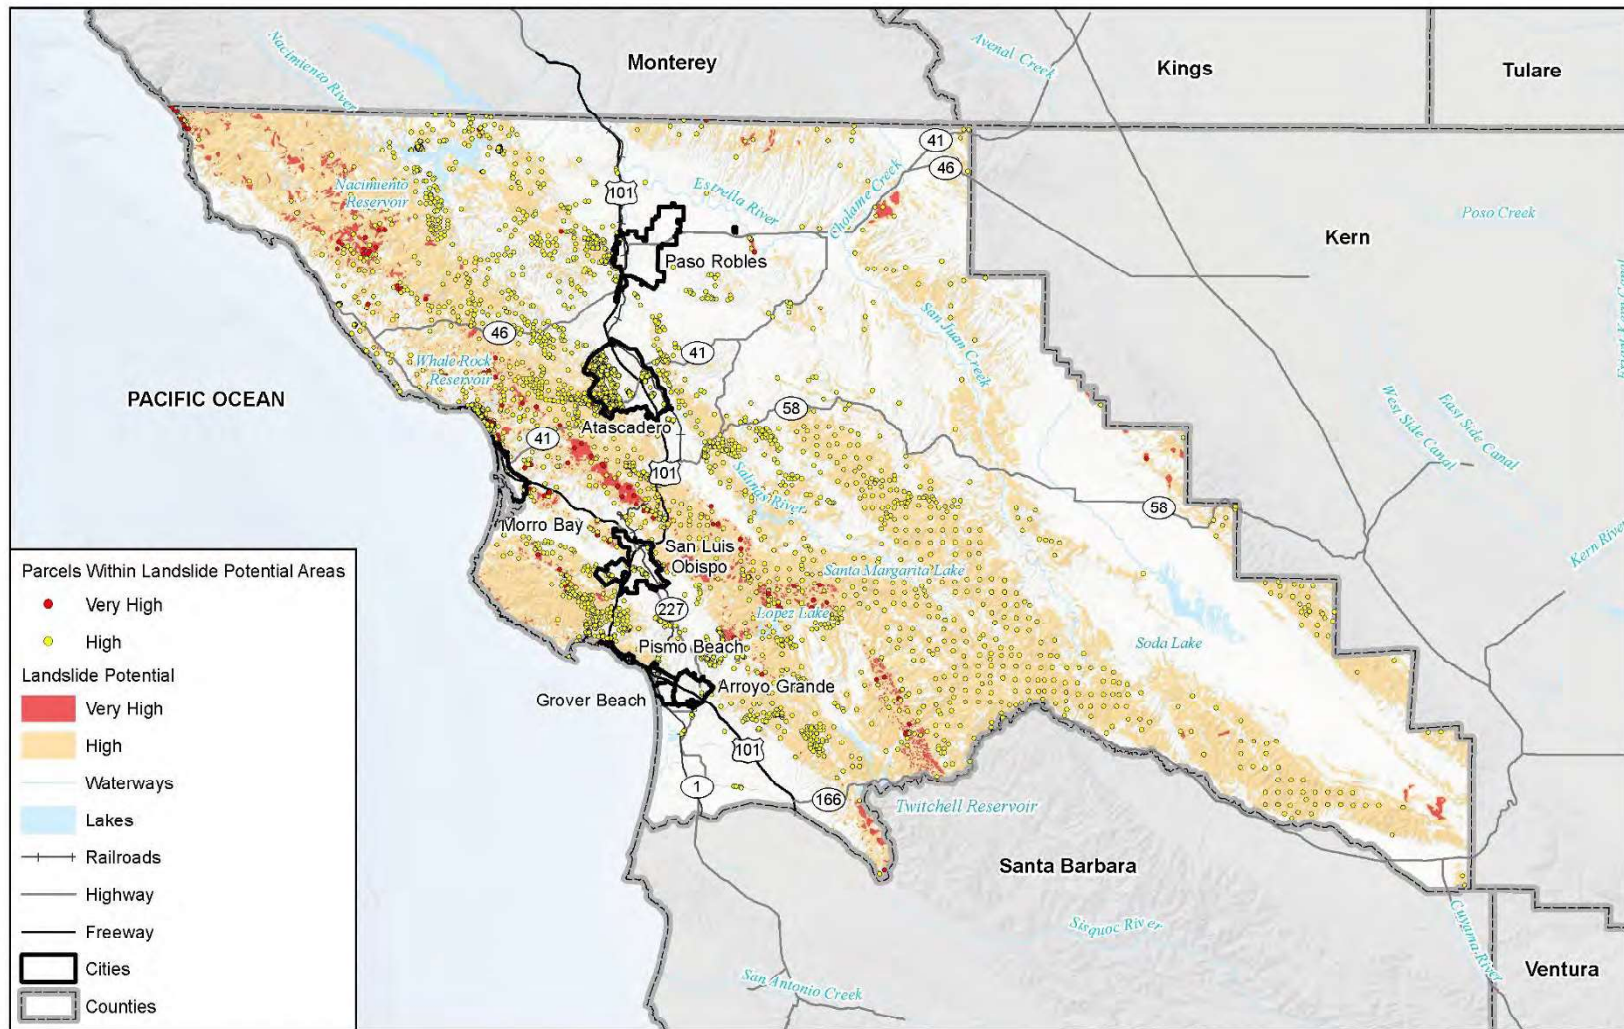 Monterey
Kings
Tulare
Avenal Creek
Nacimiento
River
41
46
Nacimiento
Reservoir
101
Estrella River
Cholame Creek
Poso Creek
Kern
Paso Robles
46
Whale Rock
Reservoir
41
San Juan Creek
PACIFIC OCEAN
58
West Side
Canal
East Side
Canal
Atascadero
41
101
Salinas River
58
Morro Bay
San Luis
Obispo
Kern River
Santa Margarita Lake
227
Lopez Lake
Soda Lake
Pismo Beach
Arroyo Grande
Grover Beach
101
1
166
Twitchell Reservoir
Santa Barbara
Sisquoc River
Cuyama River
San Antonio Creek
Ventura
Parcels Within Landslide Potential Areas
Very High
High
Landslide Potential
Very High
High
Waterways
Lakes
Railroads
Highway
Freeway
Cities
Counties